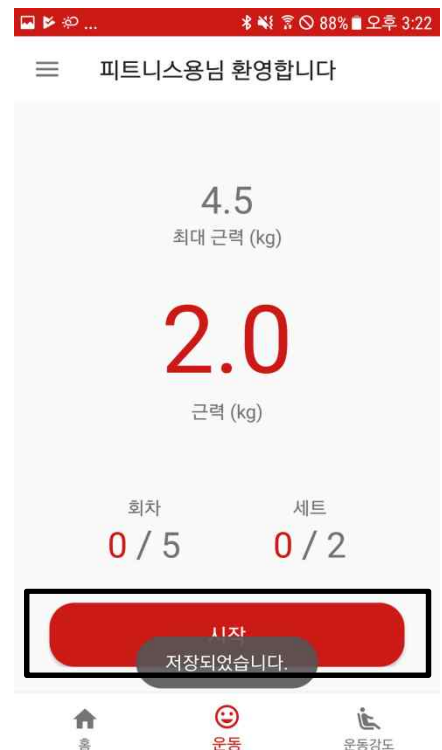 ... 88% 오후 3:22
피트니스용님 환영합니다
4.5
최대 근력 (kg)
2.0
근력 (kg)
회차 세트
0 / 5 0 / 2
시작
저장되었습니다.
홈 운동 운동강도